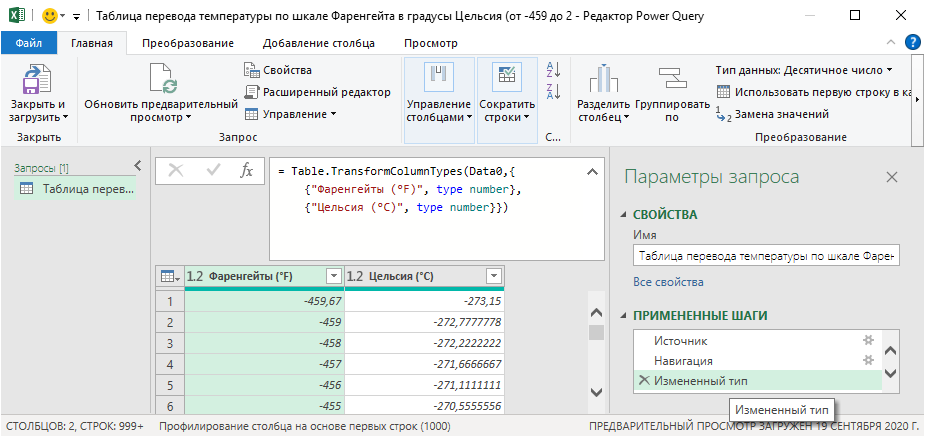 Таблица перевода температуры по шкале Фаренгейта в градусы Цельсия (от -459 до 2 - Редактор Power Query
Файл Главная Преобразование Добавление столбца Просмотр
Закрыть и загрузить
Закрыть
Обновить предварительный просмотр
Свойства
Расширенный редактор
Управление
Запрос
Управление столбцами
Сократить строки
С...
Разделить столбец
Группировать по
Тип данных: Десятичное число
Использовать первую строку в ка
Замена значений
Преобразование
Запросы [1]
Таблица перев...
= Table.TransformColumnTypes(Data0,{
{"Фаренгейты (°F)", type number},
{"Цельсия (°C)", type number}})
1.2 Фаренгейты (°F) 1.2 Цельсия (°C)
1 -459,67 -273,15
2 -459 -272,7777778
3 -458 -272,2222222
4 -457 -271,6666667
5 -456 -271,1111111
6 -455 -270,5555556
Параметры запроса
СВОЙСТВА
Имя
Таблица перевода температуры по шкале Фарен
Все свойства
ПРИМЕНЕННЫЕ ШАГИ
Источник
Навигация
Измененный тип
Измененный тип
СТОЛБЦОВ: 2, СТРОК: 999+ Профилирование столбца на основе первых строк (1000) ПРЕДВАРИТЕЛЬНЫЙ ПРОСМОТР ЗАГРУЖЕН 19 СЕНТЯБРЯ 2020 Г.